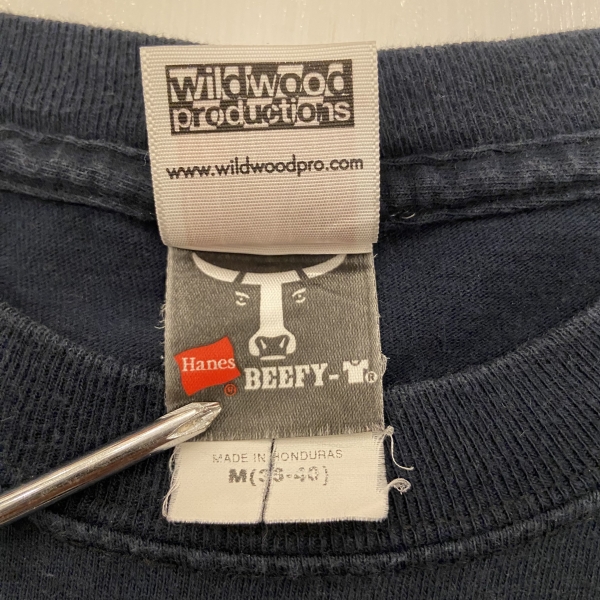 wildwood
productions
www.wildwoodpro.com
Hanes
®
BEEFY-T®
MADE IN HONDURAS
M(38-40)